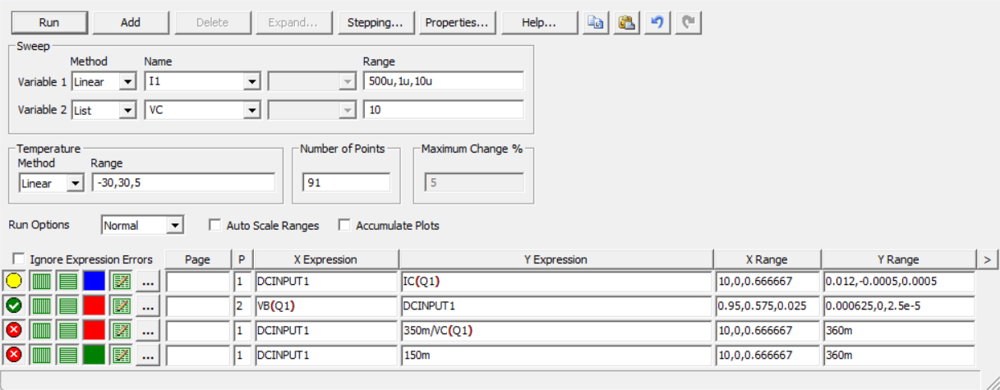 Run Add Delete Expand... Stepping... Properties... Help...
Sweep
Method Name Range
Variable 1 Linear I1 500u,1u,10u
Variable 2 List VC 10
Temperature Number of Points Maximum Change %
Method Range
Linear -30,30,5 91 5
Run Options Normal Auto Scale Ranges Accumulate Plots
Ignore Expression Errors Page P X Expression Y Expression X Range Y Range >
... 1 DCINPUT1 IC(Q1) 10,0,0.666667 0.012,-0.0005,0.0005
... 2 VB(Q1) DCINPUT1 0.95,0.575,0.025 0.000625,0,2.5e-5
... 1 DCINPUT1 350m/VC(Q1) 10,0,0.666667 360m
... 1 DCINPUT1 150m 10,0,0.666667 360m